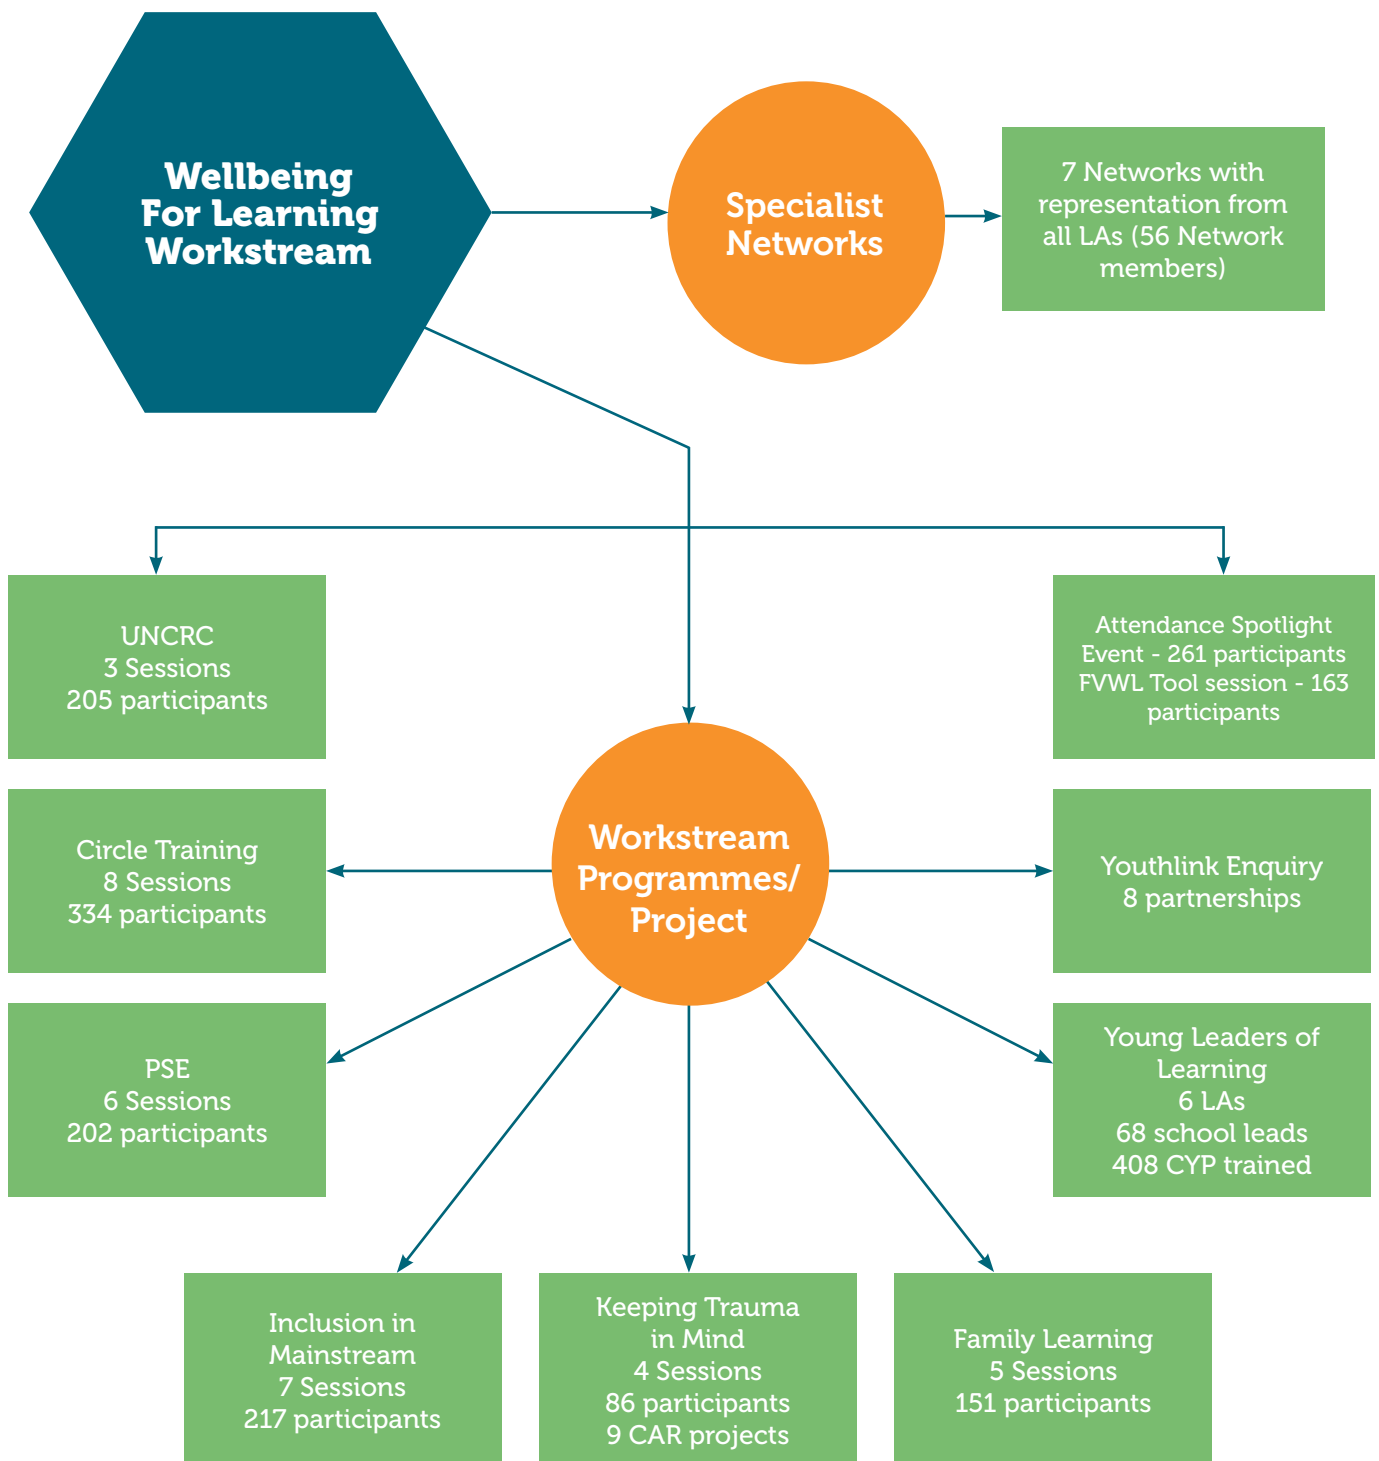 Wellbeing
For Learning
Workstream
Specialist
Networks
7 Networks with
representation from
all LAs (56 Network
members)
UNCRC
3 Sessions
205 participants
Attendance Spotlight
Event - 261 participants
FVWL Tool session - 163
participants
Circle Training
8 Sessions
334 participants
Workstream
Programmes/
Project
Youthlink Enquiry
8 partnerships
PSE
6 Sessions
202 participants
Young Leaders of
Learning
6 LAs
68 school leads
408 CYP trained
Inclusion in
Mainstream
7 Sessions
217 participants
Keeping Trauma
in Mind
4 Sessions
86 participants
9 CAR projects
Family Learning
5 Sessions
151 participants